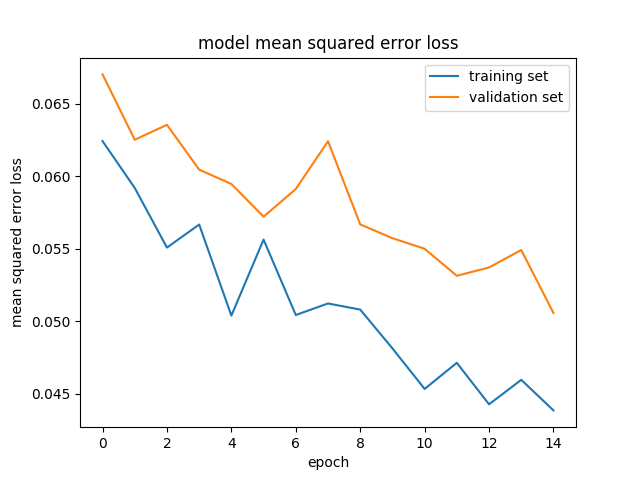 model mean squared error loss
training set
validation set
0.065
0.060
0.055
0.050
0.045
mean squared error loss
0 2 4 6 8 10 12 14
epoch